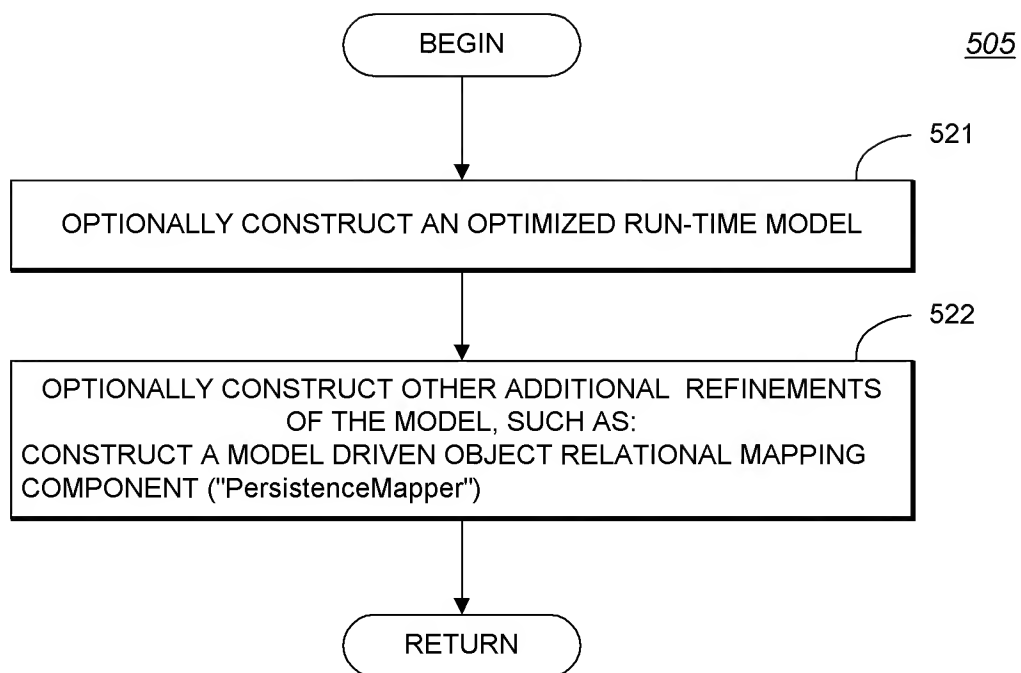 BEGIN
505
521
OPTIONALLY CONSTRUCT AN OPTIMIZED RUN-TIME MODEL
522
OPTIONALLY CONSTRUCT OTHER ADDITIONAL REFINEMENTS
OF THE MODEL, SUCH AS:
CONSTRUCT A MODEL DRIVEN OBJECT RELATIONAL MAPPING
COMPONENT ("PersistenceMapper")
RETURN